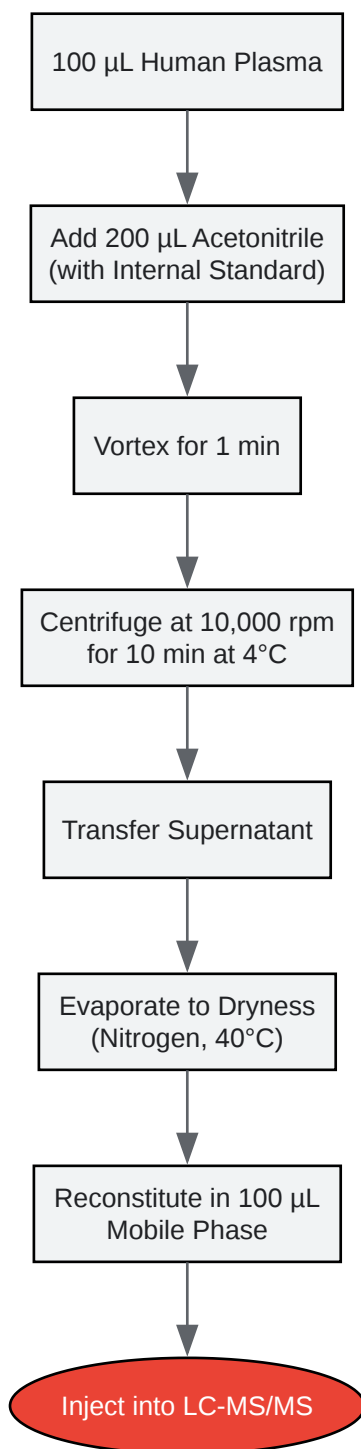 100 µL Human Plasma
Add 200 µL Acetonitrile
(with Internal Standard)
Vortex for 1 min
Centrifuge at 10,000 rpm
for 10 min at 4°C
Transfer Supernatant
Evaporate to Dryness
(Nitrogen, 40°C)
Reconstitute in 100 µL
Mobile Phase
Inject into LC-MS/MS